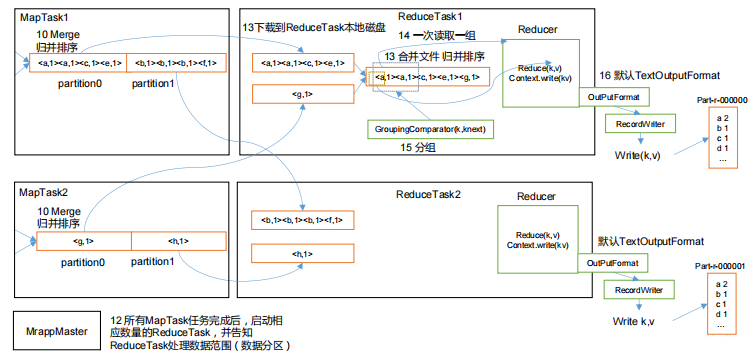 MapTask1
10 Merge
归并排序
<a,1><a,1><c,1><e,1>
<b,1><b,1><b,1><f,1>
partition0
partition1
ReduceTask1
13下载到ReduceTask本地磁盘
<a,1><a,1><c,1><e,1>
<g,1>
14 一次读取一组
13 合并文件 归并排序
<a,1><a,1><c,1><e,1><g,1>
GroupingComparator(k,knext)
15 分组
Reducer
Reduce(k,v)
Context.write(kv)
16 默认TextOutputFormat
OutPutFormat
RecordWriter
Write(k,v)
Part-r-000000
a 2
b 1
c 1
d 1
...
MapTask2
10 Merge
归并排序
<g,1>
<h,1>
partition0
partition1
ReduceTask2
<b,1><b,1><b,1><f,1>
<h,1>
Reducer
Reduce(k,v)
Context.write(kv)
默认TextOutputFormat
OutPutFormat
RecordWriter
Write k,v
Part-r-000001
a 2
b 1
c 1
d 1
...
MrappMaster
12 所有MapTask任务完成后，启动相
应数量的ReduceTask，并告知
ReduceTask处理数据范围（数据分区）